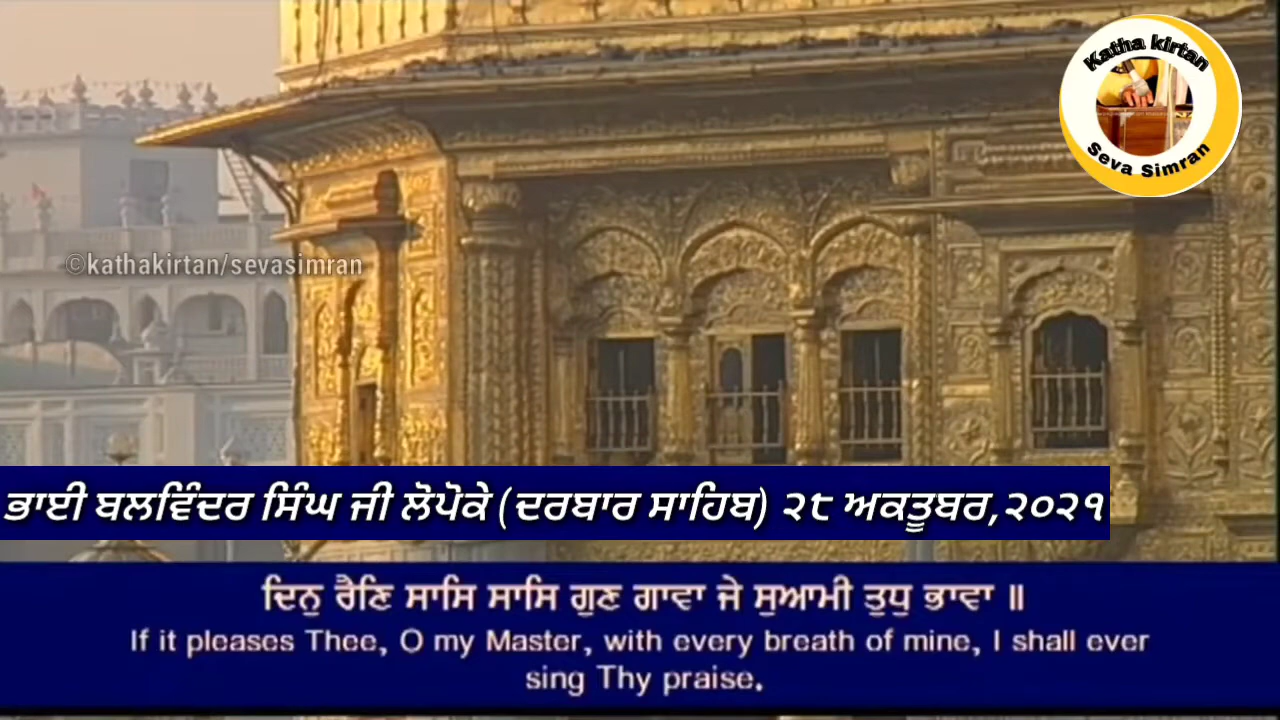 Katha kirtan
Seva Simran
©kathakirtan/sevasimran
ਭਾਈ ਬਲਵਿੰਦਰ ਸਿੰਘ ਜੀ ਲੋਪੋਕੇ (ਦਰਬਾਰ ਸਾਹਿਬ) ੨੮ ਅਕਤੂਬਰ,੨੦੨੧
ਦਿਨੁ ਰੈਣਿ ਸਾਸਿ ਸਾਸਿ ਗੁਣ ਗਾਵਾ ਜੇ ਸੁਆਮੀ ਤੁਧੁ ਭਾਵਾ ॥
If it pleases Thee, O my Master, with every breath of mine, I shall ever
sing Thy praise.